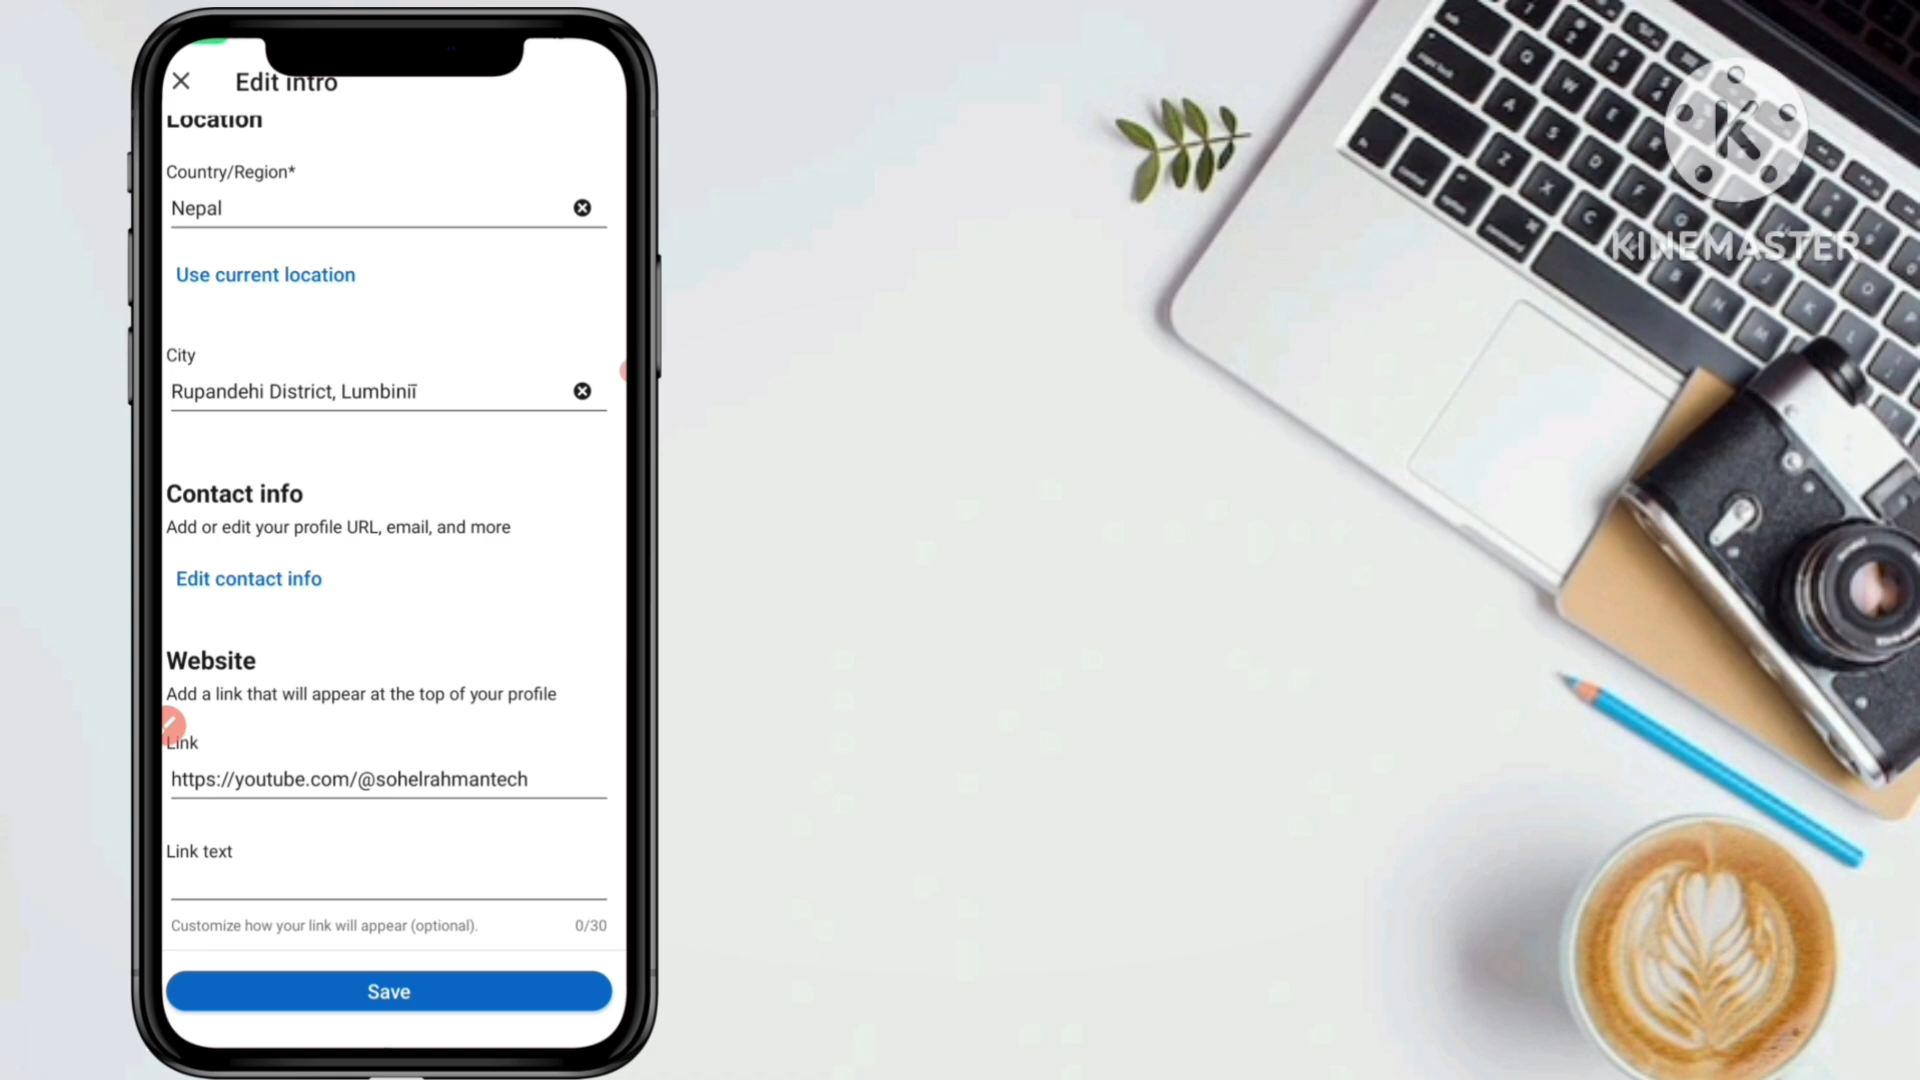 Edit intro
Location
Country/Region*
Nepal
Use current location
City
Rupandehi District, Lumbiniī
Contact info
Add or edit your profile URL, email, and more
Edit contact info
Website
Add a link that will appear at the top of your profile
Link
https://youtube.com/@sohelrahmantech
Link text
Customize how your link will appear (optional).
0/30
Save
KINEMASTER